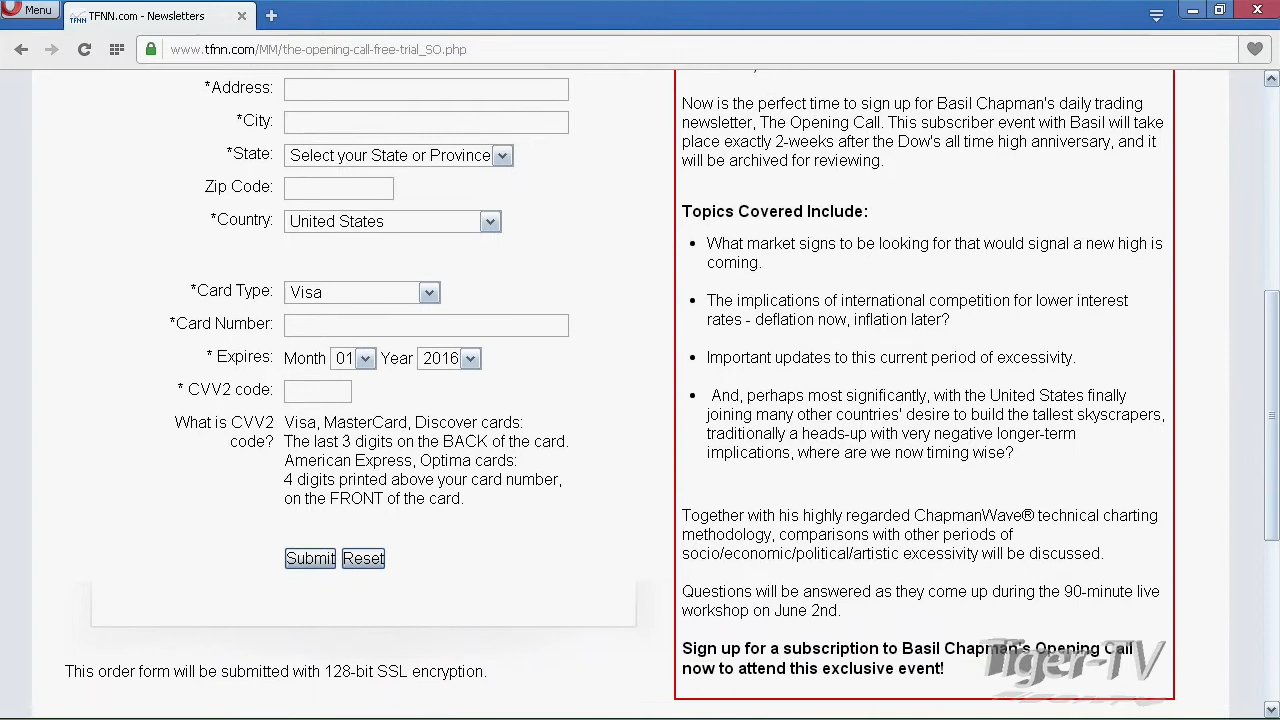 Menu
TFNN.com - Newsletters
www.tfnn.com/MM/the-opening-call-free-trial_SO.php
*Address:
*City:
*State: Select your State or Province
Zip Code:
*Country: United States
*Card Type: Visa
*Card Number:
* Expires: Month 01 Year 2016
* CVV2 code:
What is CVV2 code?
Visa, MasterCard, Discover cards:
The last 3 digits on the BACK of the card.
American Express, Optima cards:
4 digits printed above your card number,
on the FRONT of the card.
Submit Reset
This order form will be submitted with 128-bit SSL encryption.
Now is the perfect time to sign up for Basil Chapman's daily trading
newsletter, The Opening Call. This subscriber event with Basil will take
place exactly 2-weeks after the Dow's all time high anniversary, and it
will be archived for reviewing.
Topics Covered Include:
• What market signs to be looking for that would signal a new high is
coming.
• The implications of international competition for lower interest
rates - deflation now, inflation later?
• Important updates to this current period of excessivity.
• And, perhaps most significantly, with the United States finally
joining many other countries' desire to build the tallest skyscrapers,
traditionally a heads-up with very negative longer-term
implications, where are we now timing wise?
Together with his highly regarded ChapmanWave® technical charting
methodology, comparisons with other periods of
socio/economic/political/artistic excessivity will be discussed.
Questions will be answered as they come up during the 90-minute live
workshop on June 2nd.
Sign up for a subscription to Basil Chapman's Opening Call
now to attend this exclusive event!
Tiger-TV